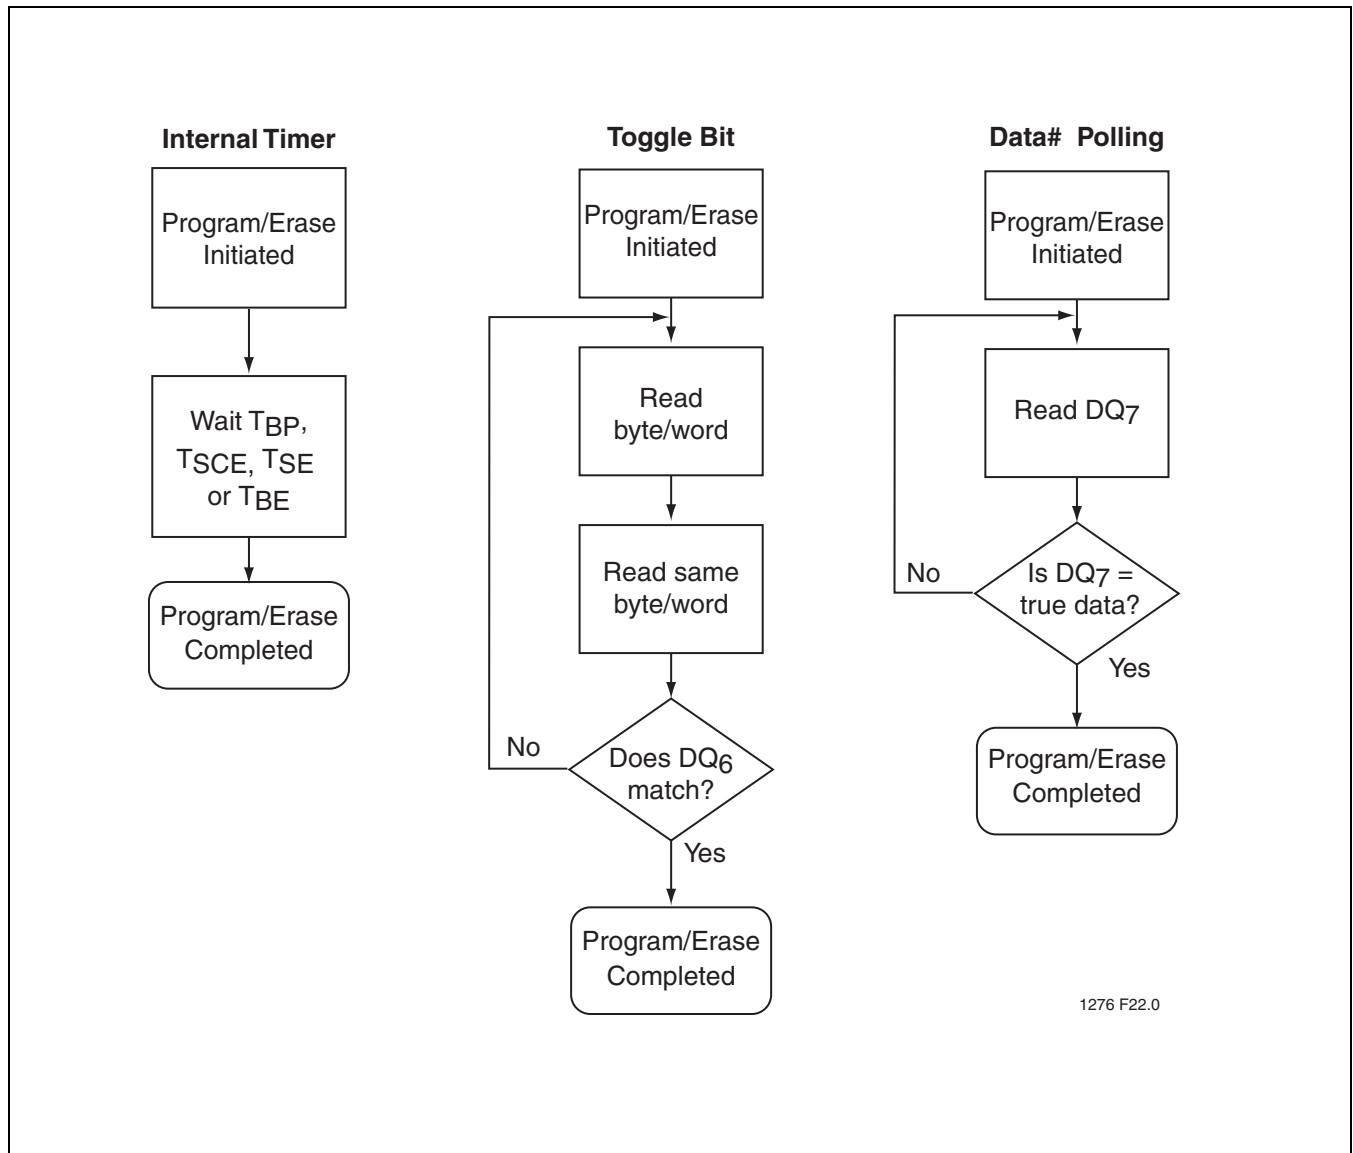 Internal Timer
Program/Erase
Initiated
Wait TBP,
TSCE, TSE
or TBE
Program/Erase
Completed
Toggle Bit
Program/Erase
Initiated
Read
byte/word
Read same
byte/word
Does DQ6
match?
No
Yes
Program/Erase
Completed
Data# Polling
Program/Erase
Initiated
Read DQ7
Is DQ7 =
true data?
No
Yes
Program/Erase
Completed
1276 F22.0